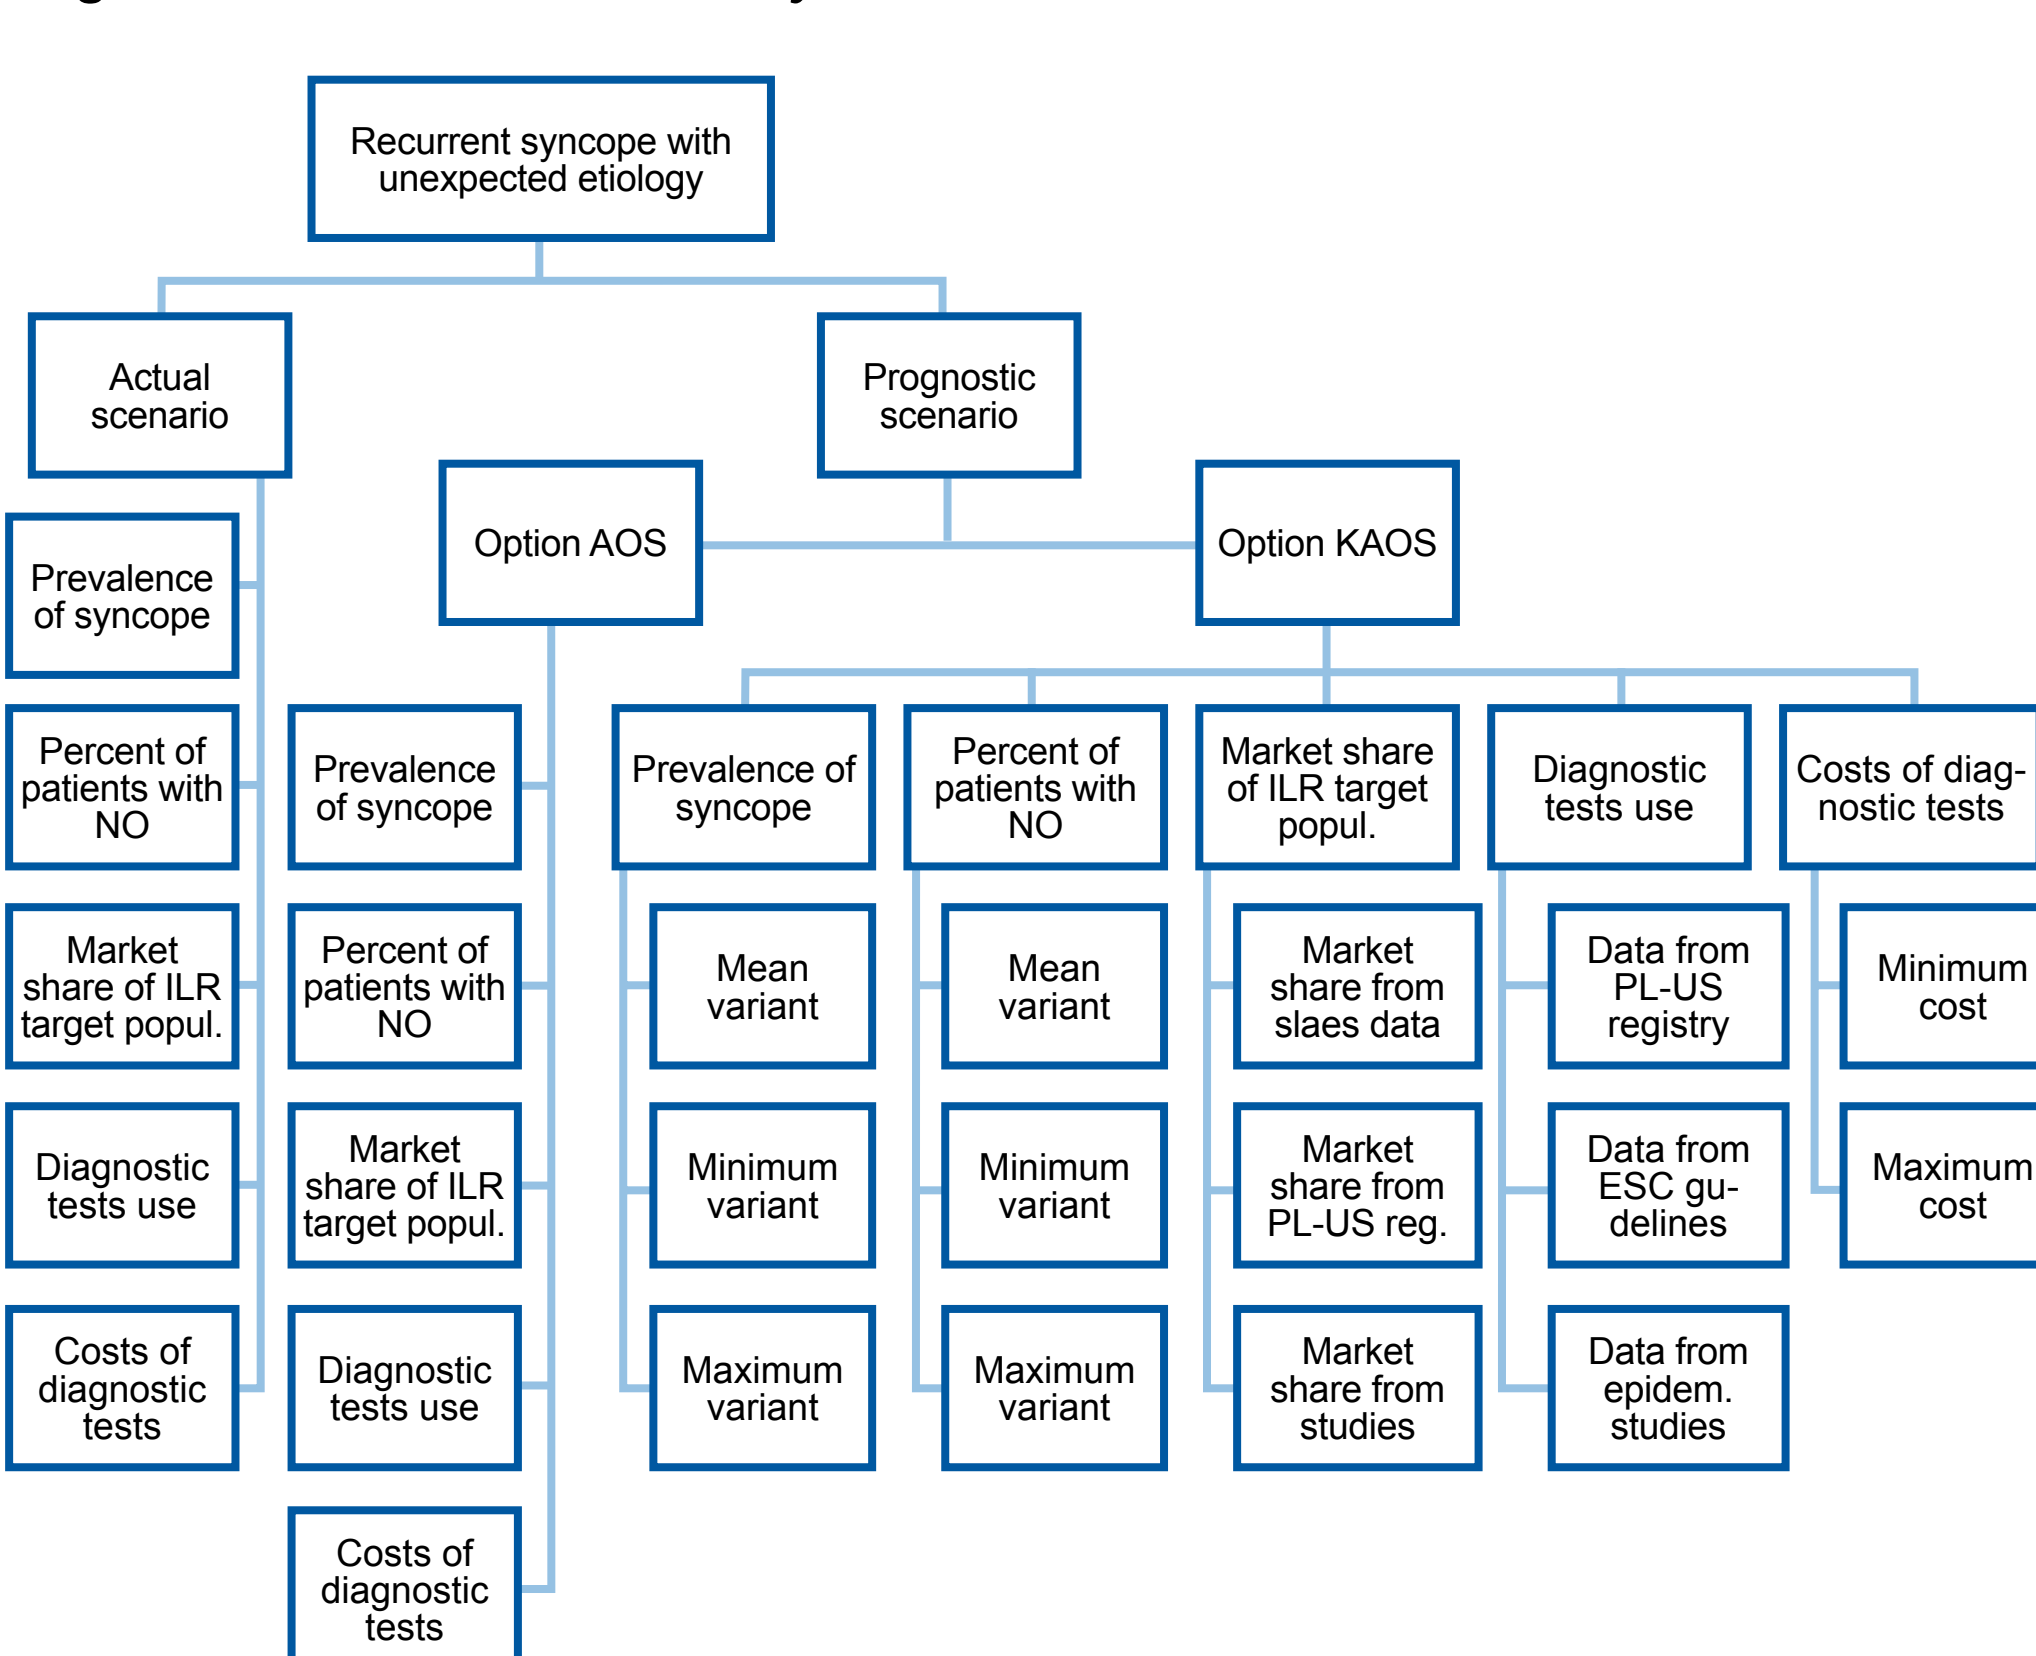 Recurrent syncope with
unexpected etiology
Actual
scenario
Prognostic
scenario
Option AOS
Option KAOS
Prevalence
of syncope
Percent of
patients with
NO
Market
share of ILR
target popul.
Diagnostic
tests use
Costs of
diagnostic
tests
Prevalence
of syncope
Percent of
patients with
NO
Market
share of ILR
target popul.
Diagnostic
tests use
Costs of
diagnostic
tests
Prevalence of
syncope
Mean
variant
Minimum
variant
Maximum
variant
Percent of
patients with
NO
Mean
variant
Minimum
variant
Maximum
variant
Market share
of ILR target
popul.
Market
share from
slaes data
Market
share from
PL-US reg.
Market
share from
studies
Diagnostic
tests use
Data from
PL-US
registry
Data from
ESC gu-
delines
Data from
epidem.
studies
Costs of diag-
nostic tests
Minimum
cost
Maximum
cost